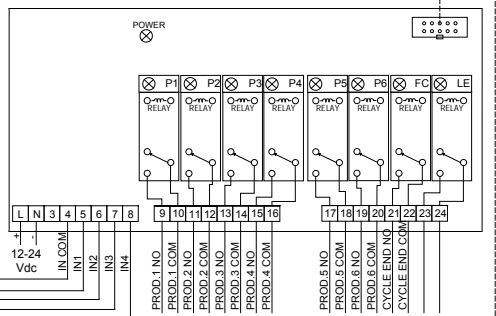 POWER
P1 P2 P3 P4 P5 P6 FC LE
RELAY RELAY RELAY RELAY RELAY RELAY RELAY RELAY
L N 3 4 5 6 7 8 9 10 11 12 13 14 15 16 17 18 19 20 21 22 23 24
+ -
12-24
Vdc
IN COM
IN1
IN2
IN3
IN4
PROD.1 NO
PROD.1 COM
PROD.2 NO
PROD.2 COM
PROD.3 NO
PROD.3 COM
PROD.4 NO
PROD.4 COM
PROD.5 NO
PROD.5 COM
PROD.6 NO
PROD.6 COM
CYCLE END NO
CYCLE END COM